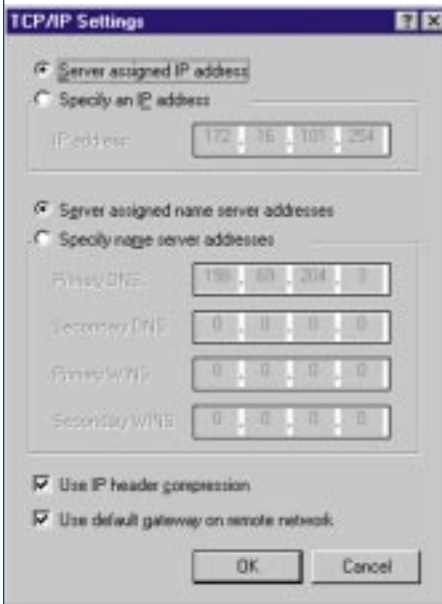 TCP/IP Settings
Server assigned IP address
Specify an IP address
IP address: 172 . 16 . 101 . 254
Server assigned name server addresses
Specify name server addresses
Primary DNS: 198 . 60 . 204 . 3
Secondary DNS: 0 . 0 . 0 . 0
Primary WINS: 0 . 0 . 0 . 0
Secondary WINS: 0 . 0 . 0 . 0
Use IP header compression
Use default gateway on remote network
OK Cancel